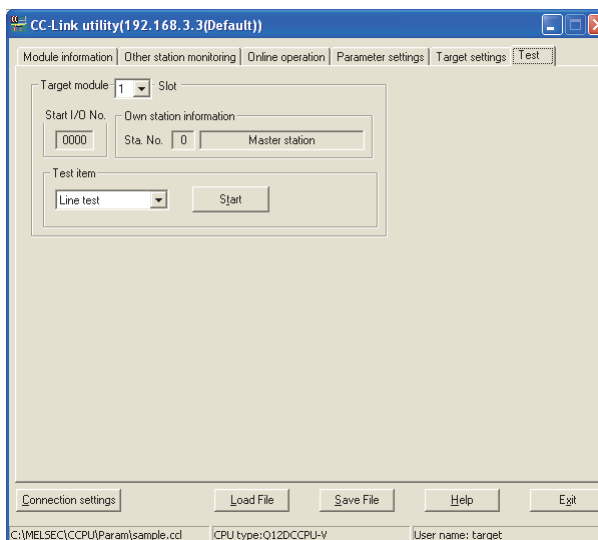 CC-Link utility(192.168.3.3(Default))
Module information Other station monitoring Online operation Parameter settings Target settings Test
Target module 1 Slot
Start I/O No. Own station information
0000 Sta. No. 0 Master station
Test item
Line test Start
Connection settings Load File Save File Help Exit
C:\MELSEC\CCPU\Param\sample.ccl CPU type:Q12DCCPU-V User name: target